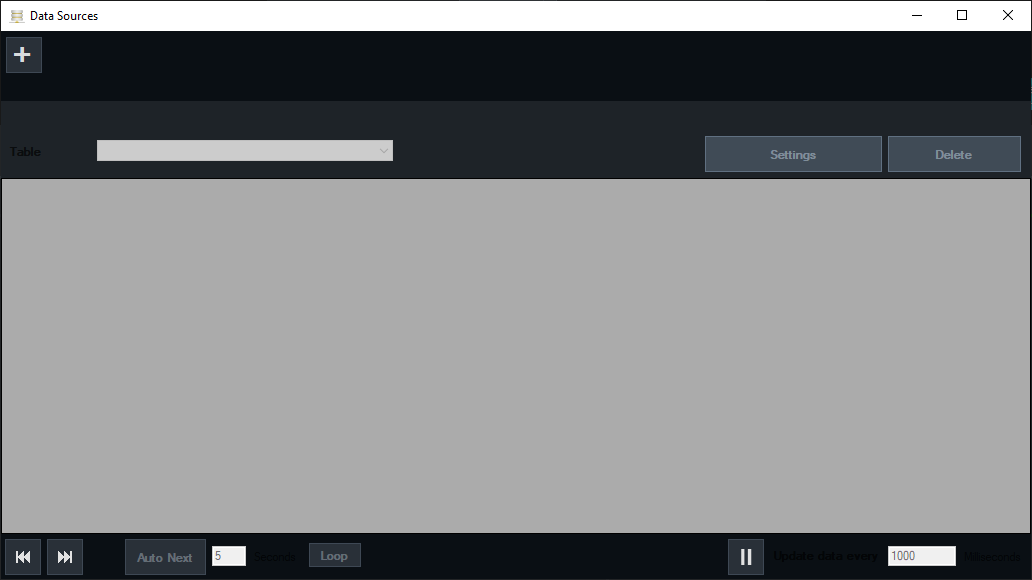 Data Sources
Table
Settings
Delete
Auto Next
5
Seconds
Loop
Update data every :
1000
Milliseconds